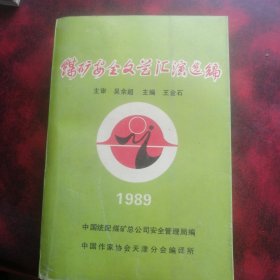 煤矿安全文艺汇演选编
主审 吴余超 主编 王金石
1989
中国统配煤矿总公司安全管理局编
中国作家协会天津分会编译所